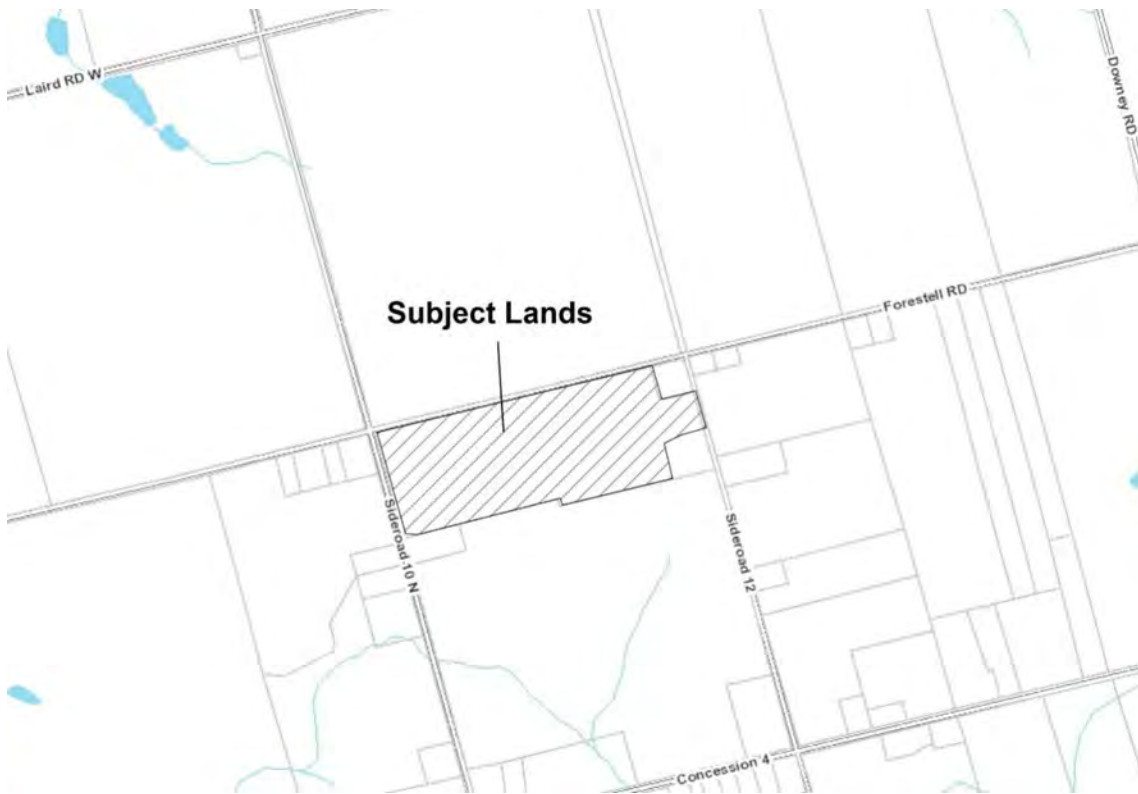 Laird RD W
Downey RD
Forestell RD
Subject Lands
Sideroad 10 N
Sideroad 12
Concession 4